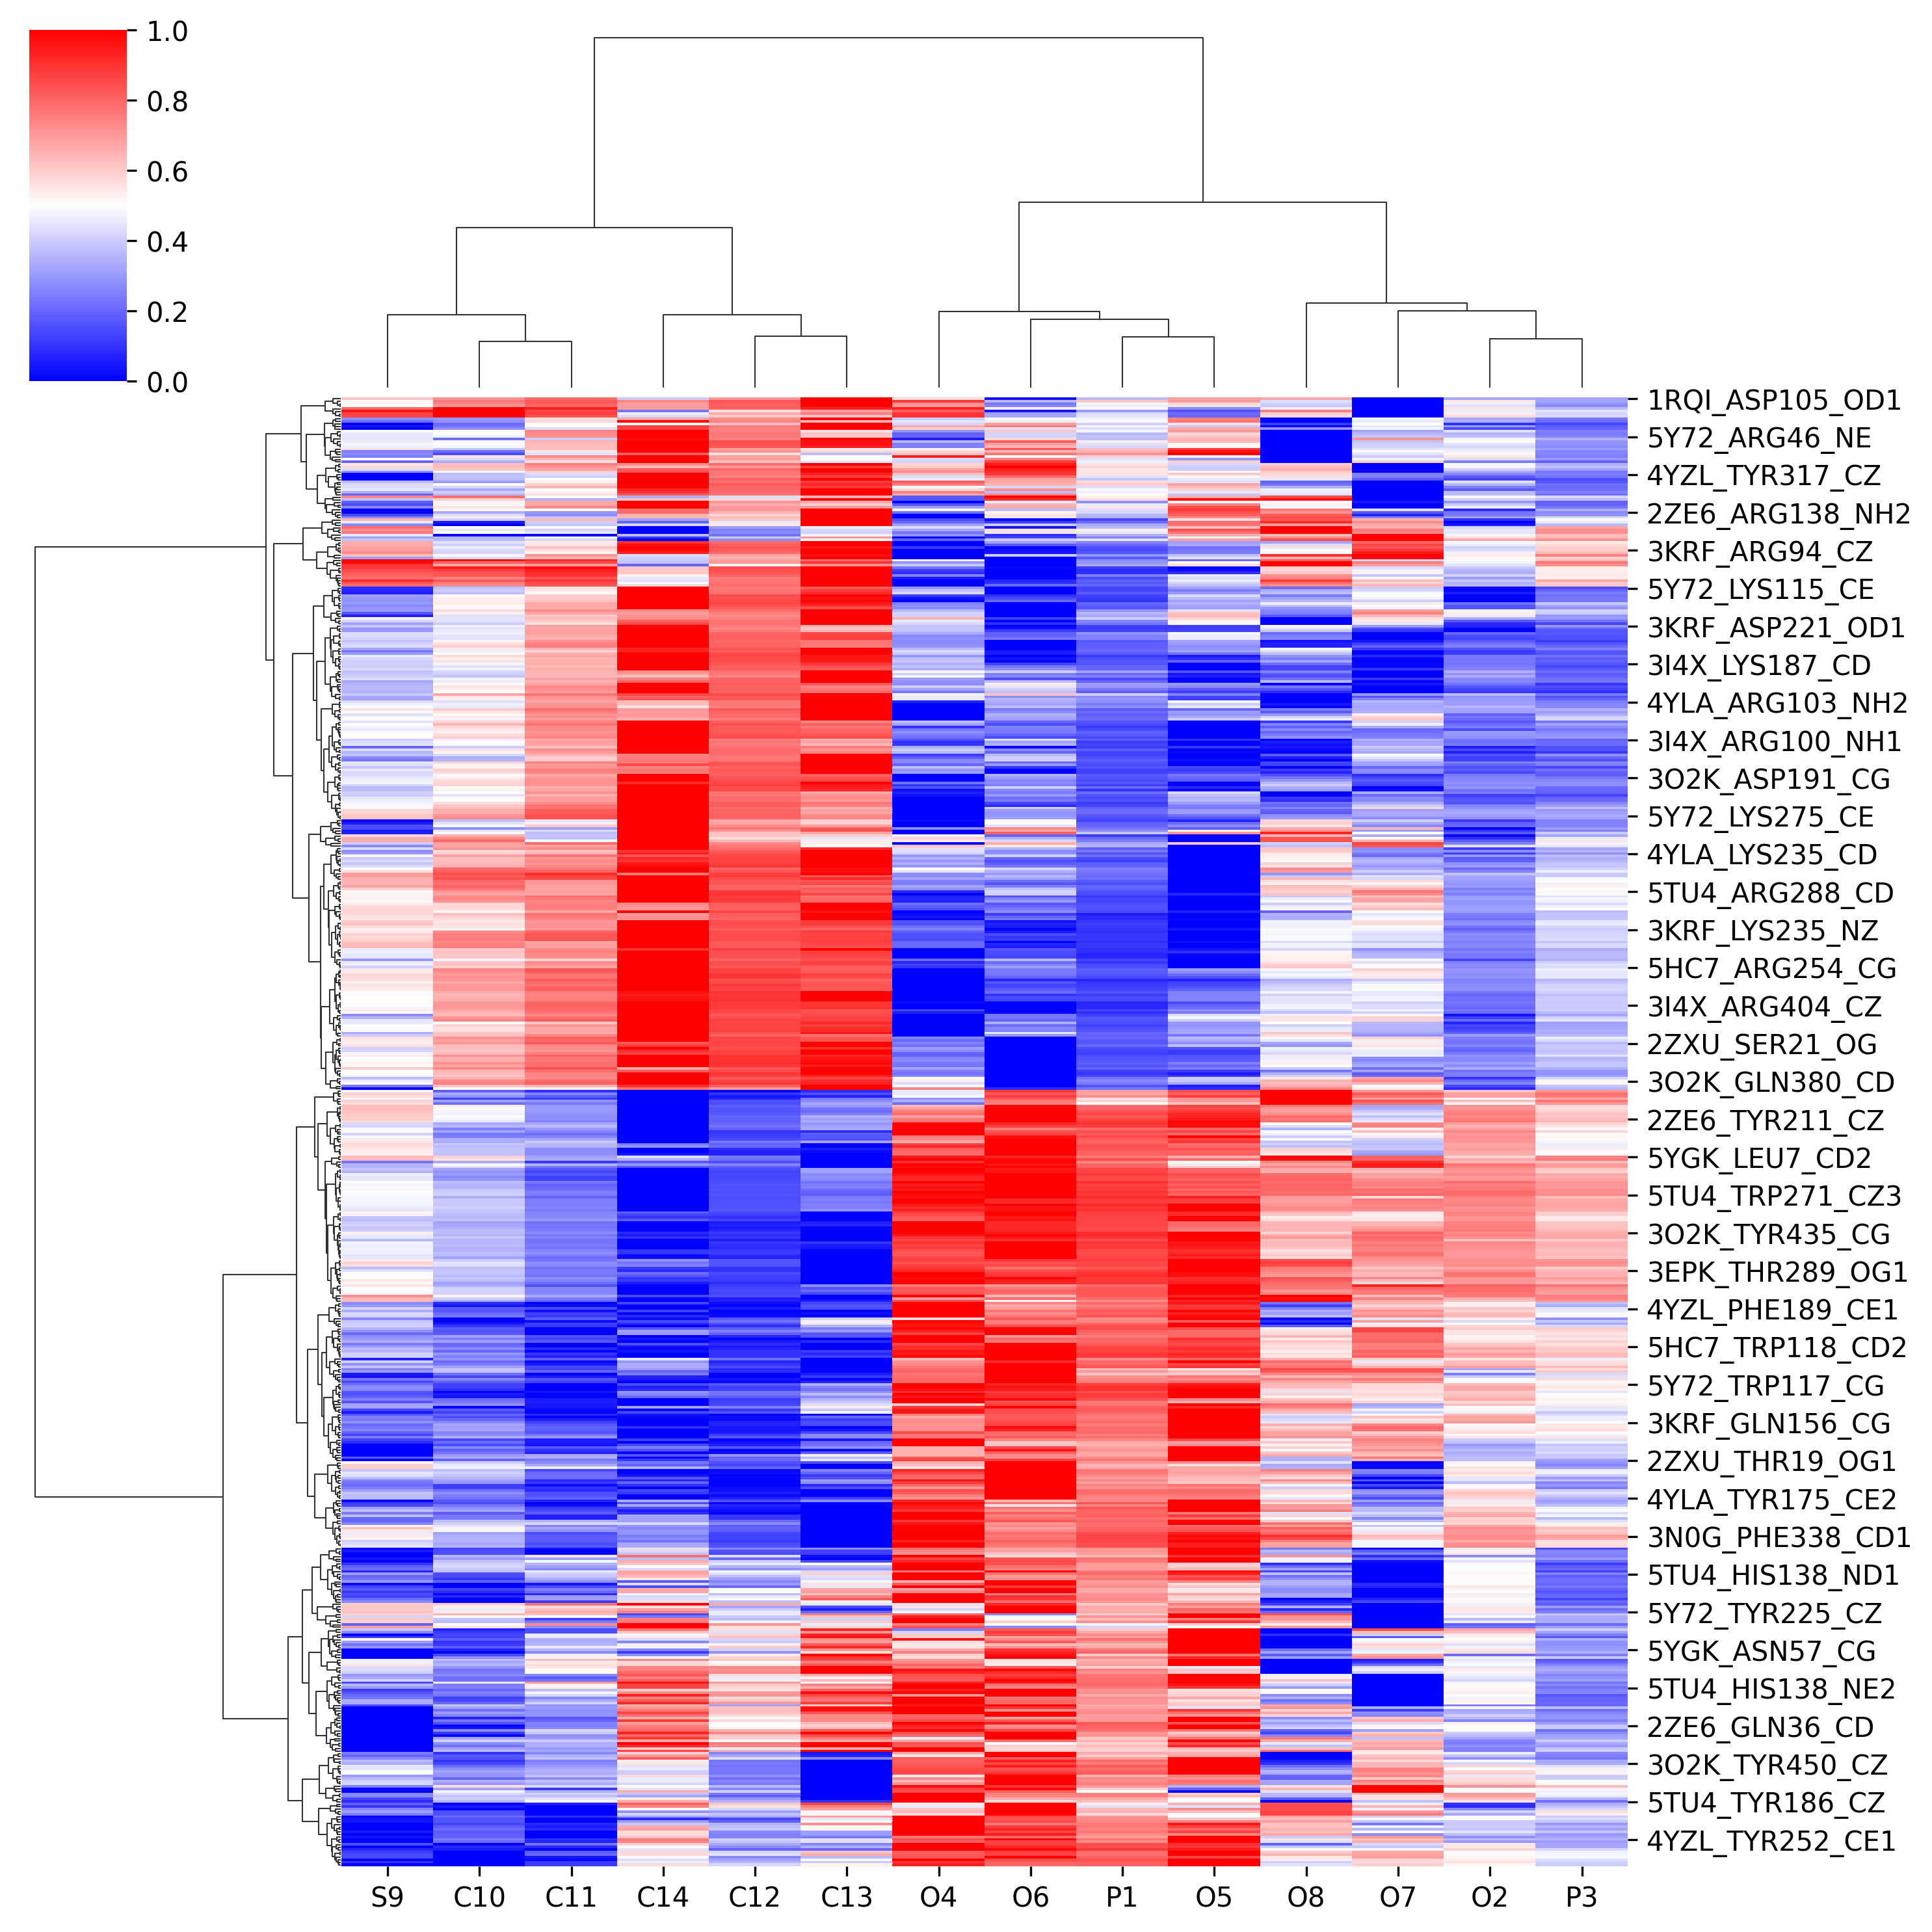 1.0
0.8
0.6
0.4
0.2
0.0
1RQI_ASP105_OD1
5Y72_ARG46_NE
4YZL_TYR317_CZ
2ZE6_ARG138_NH2
3KRF_ARG94_CZ
5Y72_LYS115_CE
3KRF_ASP221_OD1
3I4X_LYS187_CD
4YLA_ARG103_NH2
3I4X_ARG100_NH1
3O2K_ASP191_CG
5Y72_LYS275_CE
4YLA_LYS235_CD
5TU4_ARG288_CD
3KRF_LYS235_NZ
5HC7_ARG254_CG
3I4X_ARG404_CZ
2ZXU_SER21_OG
3O2K_GLN380_CD
2ZE6_TYR211_CZ
5YGK_LEU7_CD2
5TU4_TRP271_CZ3
3O2K_TYR435_CG
3EPK_THR289_OG1
4YZL_PHE189_CE1
5HC7_TRP118_CD2
5Y72_TRP117_CG
3KRF_GLN156_CG
2ZXU_THR19_OG1
4YLA_TYR175_CE2
3N0G_PHE338_CD1
5TU4_HIS138_ND1
5Y72_TYR225_CZ
5YGK_ASN57_CG
5TU4_HIS138_NE2
2ZE6_GLN36_CD
3O2K_TYR450_CZ
5TU4_TYR186_CZ
4YZL_TYR252_CE1
S9 C10 C11 C14 C12 C13 O4 O6 P1 O5 O8 O7 O2 P3